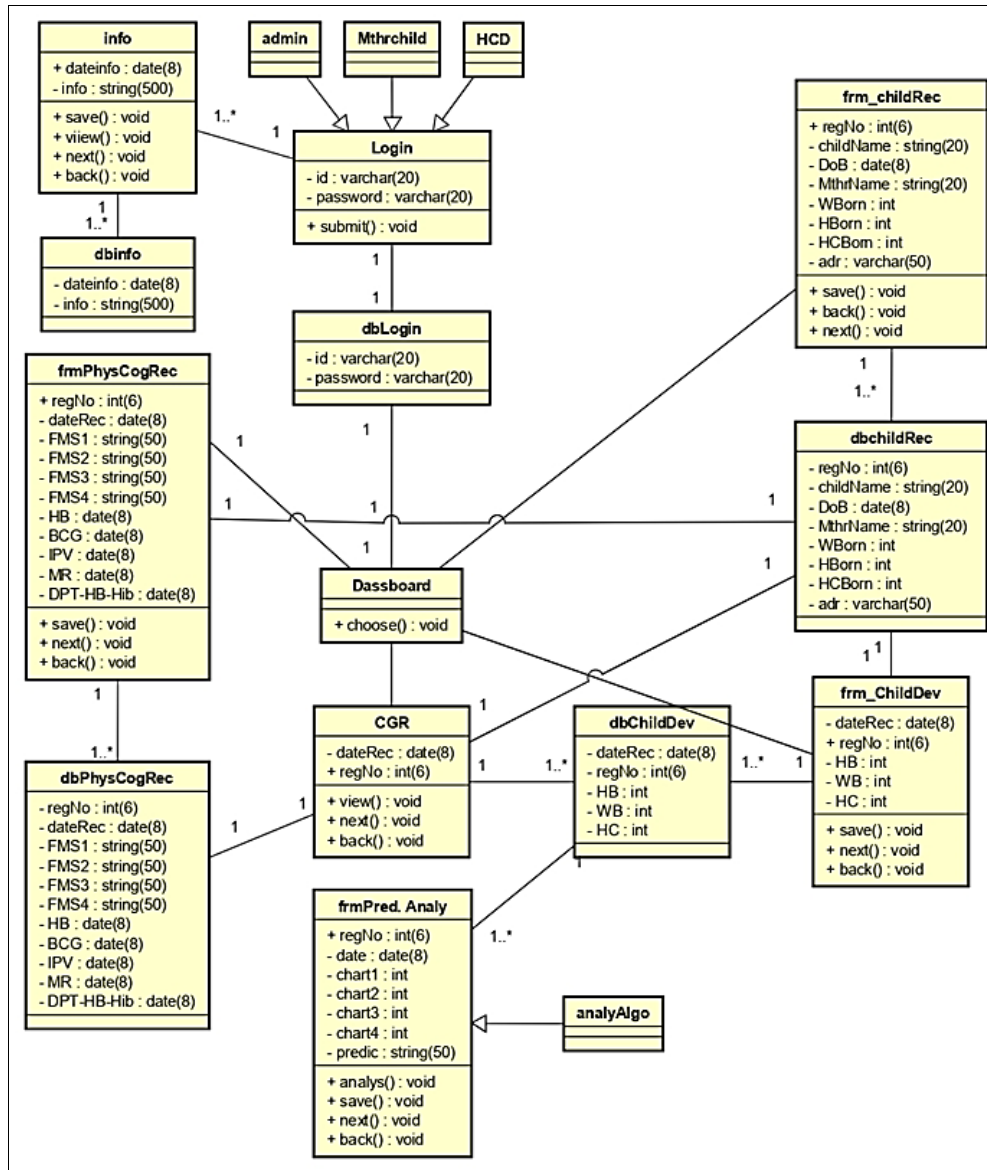 info
+ dateinfo : date(8)
- info : string(500)
+ save() : void
+ viiew() : void
+ next() : void
+ back() : void
admin
Mthrchild
HCD
1..*
1
Login
- id : varchar(20)
- password : varchar(20)
+ submit() : void
1
1..*
dbinfo
- dateinfo : date(8)
- info : string(500)
1
1
dbLogin
- id : varchar(20)
- password : varchar(20)
1
1
1
frm_childRec
+ regNo : int(6)
- childName : string(20)
- DoB : date(8)
- MthrName : string(20)
- WBorn : int
- HBorn : int
- HCBorn : int
- adr : varchar(50)
+ save() : void
+ back() : void
+ next() : void
1
1..*
frmPhysCogRec
+ regNo : int(6)
- dateRec : date(8)
- FMS1 : string(50)
- FMS2 : string(50)
- FMS3 : string(50)
- FMS4 : string(50)
- HB : date(8)
- BCG : date(8)
- IPV : date(8)
- MR : date(8)
- DPT-HB-Hib : date(8)
+ save() : void
+ next() : void
+ back() : void
1
1
1
dbchildRec
- regNo : int(6)
- childName : string(20)
- DoB : date(8)
- MthrName : string(20)
- WBorn : int
- HBorn : int
- HCBorn : int
- adr : varchar(50)
1
1
Dassboard
+ choose() : void
1
1..*
1
1
CGR
- dateRec : date(8)
+ regNo : int(6)
+ view() : void
+ next() : void
+ back() : void
1
1
1..*
dbChildDev
- dateRec : date(8)
- regNo : int(6)
- HB : int
- WB : int
- HC : int
1..*
1
frm_ChildDev
- dateRec : date(8)
+ regNo : int(6)
- HB : int
- WB : int
- HC : int
+ save() : void
+ next() : void
+ back() : void
dbPhysCogRec
- regNo : int(6)
- dateRec : date(8)
- FMS1 : string(50)
- FMS2 : string(50)
- FMS3 : string(50)
- FMS4 : string(50)
- HB : date(8)
- BCG : date(8)
- IPV : date(8)
- MR : date(8)
- DPT-HB-Hib : date(8)
1
1
1
1..*
frmPred. Analy
+ regNo : int(6)
- date : date(8)
- chart1 : int
- chart2 : int
- chart3 : int
- chart4 : int
- predic : string(50)
+ analys() : void
+ save() : void
+ next() : void
+ back() : void
analyAlgo